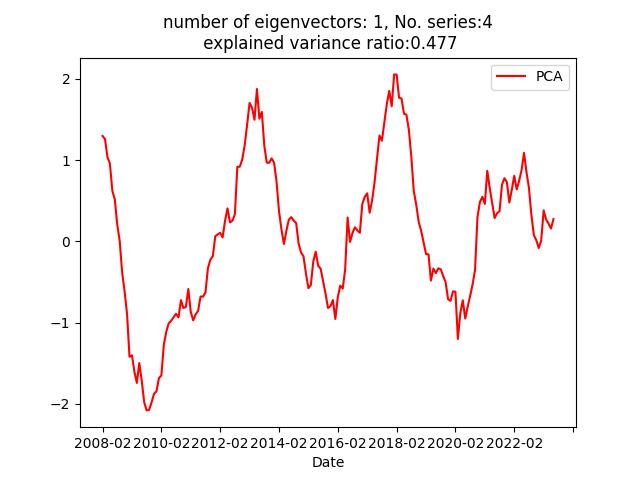 number of eigenvectors: 1, No. series:4
explained variance ratio:0.477
PCA
2
1
0
−1
−2
2008-02 2010-02 2012-02 2014-02 2016-02 2018-02 2020-02 2022-02
Date